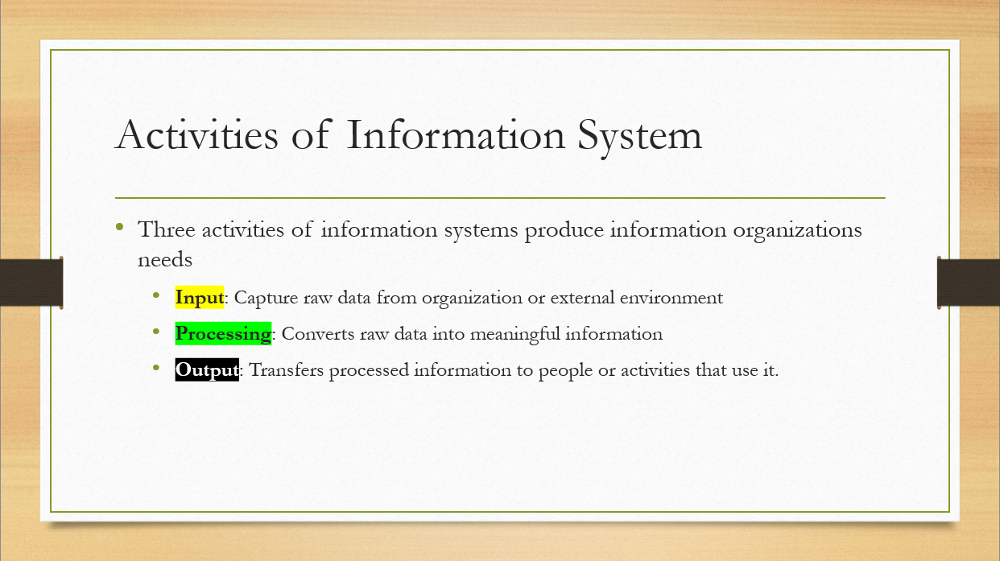 Activities of Information System
• Three activities of information systems produce information organizations
needs
• Input: Capture raw data from organization or external environment
• Processing: Converts raw data into meaningful information
• Output: Transfers processed information to people or activities that use it.